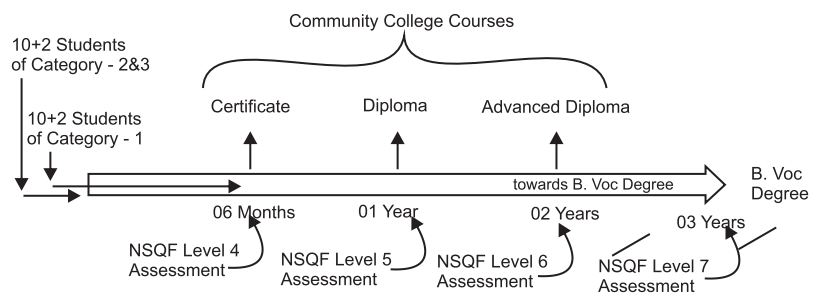 Community College Courses
10+2 Students
of Category - 2&3
10+2 Students
of Category - 1
Certificate
Diploma
Advanced Diploma
towards B. Voc Degree
B. Voc
Degree
06 Months
01 Year
02 Years
03 Years
NSQF Level 4
Assessment
NSQF Level 5
Assessment
NSQF Level 6
Assessment
NSQF Level 7
Assessment